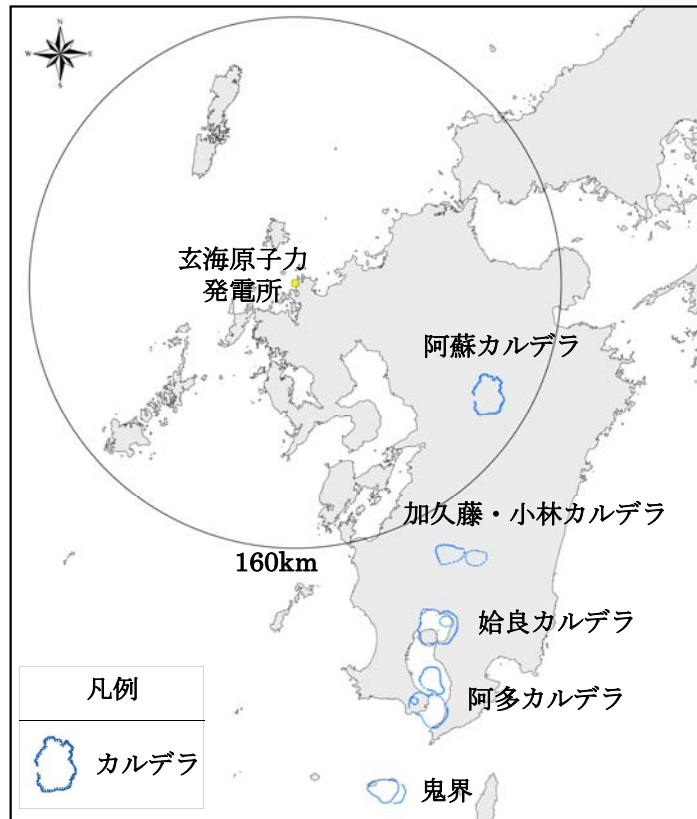 N
W
E
S
玄海原子力
発電所
阿蘇カルデラ
加久藤・小林カルデラ
160km
姶良カルデラ
阿多カルデラ
鬼界
凡例
カルデラ